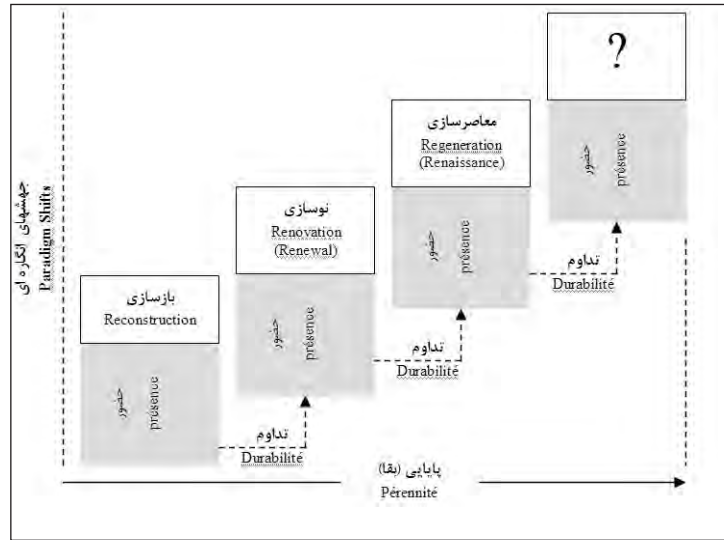 ?
حضور
présence
معاصرسازی
Regeneration
(Renaissance)
حضور
présence
تداوم
Durabilité
نوسازی
Renovation
(Renewal)
حضور
présence
تداوم
Durabilité
بازسازی
Reconstruction
حضور
présence
تداوم
Durabilité
جهشهای انگاره ای
Paradigm Shifts
پایایی (بقا)
Pérennité